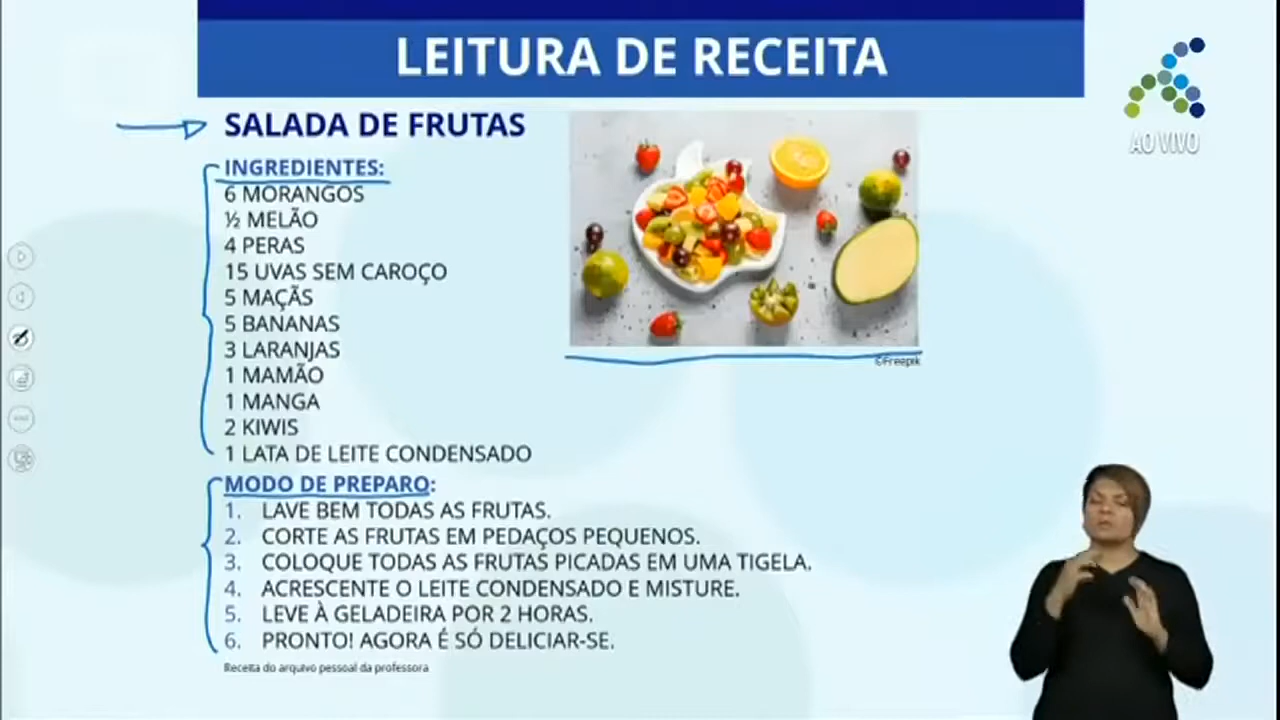 LEITURA DE RECEITA
AO VIVO
SALADA DE FRUTAS
INGREDIENTES:
6 MORANGOS
½ MELÃO
4 PERAS
15 UVAS SEM CAROÇO
5 MAÇÃS
5 BANANAS
3 LARANJAS
1 MAMÃO
1 MANGA
2 KIWIS
1 LATA DE LEITE CONDENSADO
©Freepik
MODO DE PREPARO:
1. LAVE BEM TODAS AS FRUTAS.
2. CORTE AS FRUTAS EM PEDAÇOS PEQUENOS.
3. COLOQUE TODAS AS FRUTAS PICADAS EM UMA TIGELA.
4. ACRESCENTE O LEITE CONDENSADO E MISTURE.
5. LEVE À GELADEIRA POR 2 HORAS.
6. PRONTO! AGORA É SÓ DELICIAR-SE.
Receita do arquivo pessoal da professora